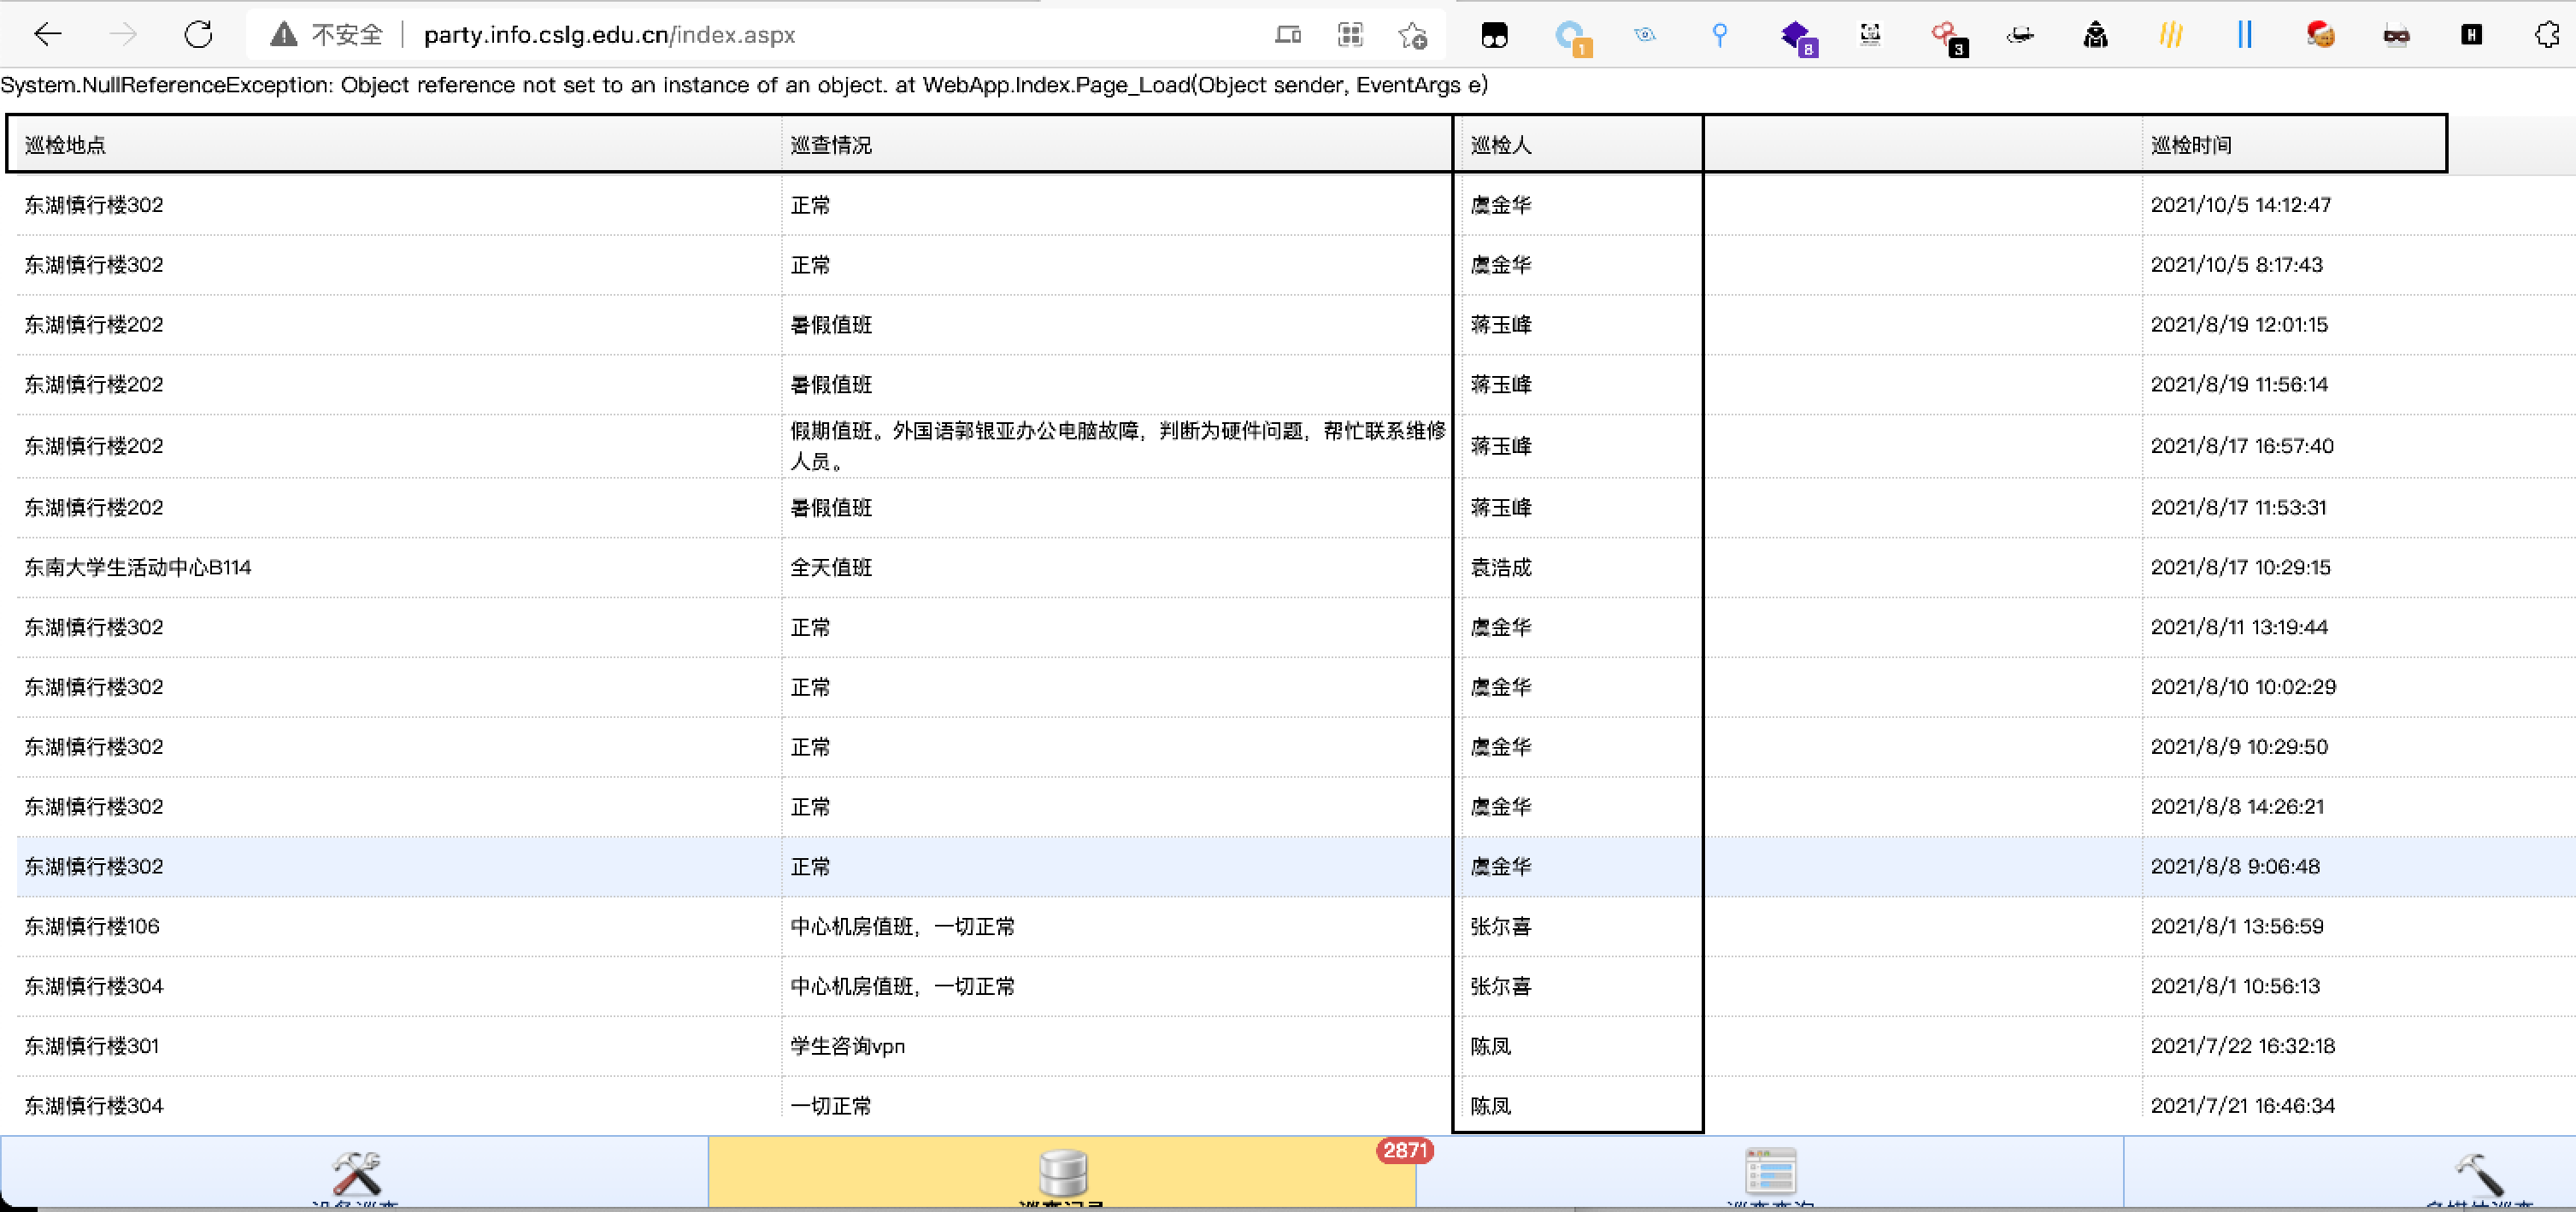 不安全 party.info.cslg.edu.cn/index.aspx
1 8 3 H
System.NullReferenceException: Object reference not set to an instance of an object. at WebApp.Index.Page_Load(Object sender, EventArgs e)
巡检地点 巡查情况 巡检人 巡检时间
东湖慎行楼302 正常 虞金华 2021/10/5 14:12:47
东湖慎行楼302 正常 虞金华 2021/10/5 8:17:43
东湖慎行楼202 暑假值班 蒋玉峰 2021/8/19 12:01:15
东湖慎行楼202 暑假值班 蒋玉峰 2021/8/19 11:56:14
东湖慎行楼202 假期值班。外国语郭银亚办公电脑故障，判断为硬件问题，帮忙联系维修
人员。 蒋玉峰 2021/8/17 16:57:40
东湖慎行楼202 暑假值班 蒋玉峰 2021/8/17 11:53:31
东南大学生活动中心B114 全天值班 袁浩成 2021/8/17 10:29:15
东湖慎行楼302 正常 虞金华 2021/8/11 13:19:44
东湖慎行楼302 正常 虞金华 2021/8/10 10:02:29
东湖慎行楼302 正常 虞金华 2021/8/9 10:29:50
东湖慎行楼302 正常 虞金华 2021/8/8 14:26:21
东湖慎行楼302 正常 虞金华 2021/8/8 9:06:48
东湖慎行楼106 中心机房值班，一切正常 张尔喜 2021/8/1 13:56:59
东湖慎行楼304 中心机房值班，一切正常 张尔喜 2021/8/1 10:56:13
东湖慎行楼301 学生咨询vpn 陈凤 2021/7/22 16:32:18
东湖慎行楼304 一切正常 陈凤 2021/7/21 16:46:34
2871